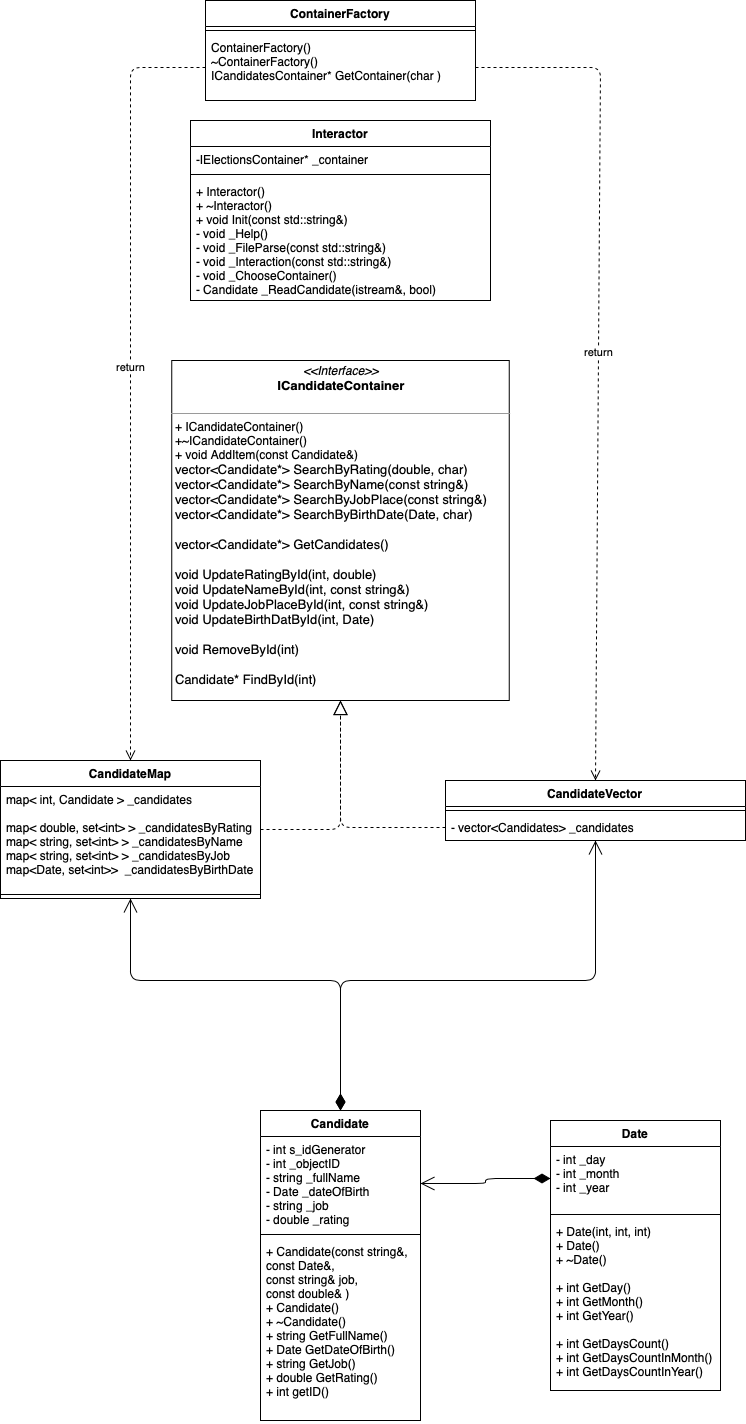 ContainerFactory
ContainerFactory()
~ContainerFactory()
ICandidatesContainer* GetContainer(char )
Interactor
-IElectionsContainer* _container
+ Interactor()
+ ~Interactor()
+ void Init(const std::string&)
- void _Help()
- void _FileParse(const std::string&)
- void _Interaction(const std::string&)
- void _ChooseContainer()
- Candidate _ReadCandidate(istream&, bool)
return
return
<<Interface>>
ICandidateContainer
+ ICandidateContainer()
+~ICandidateContainer()
+ void AddItem(const Candidate&)
vector<Candidate*> SearchByRating(double, char)
vector<Candidate*> SearchByName(const string&)
vector<Candidate*> SearchByJobPlace(const string&)
vector<Candidate*> SearchByBirthDate(Date, char)
vector<Candidate*> GetCandidates()
void UpdateRatingById(int, double)
void UpdateNameById(int, const string&)
void UpdateJobPlaceById(int, const string&)
void UpdateBirthDatById(int, Date)
void RemoveById(int)
Candidate* FindById(int)
CandidateMap
map< int, Candidate > _candidates
map< double, set<int> > _candidatesByRating
map< string, set<int> > _candidatesByName
map< string, set<int> > _candidatesByJob
map<Date, set<int>>  _candidatesByBirthDate
CandidateVector
- vector<Candidates> _candidates
Candidate
- int s_idGenerator
- int _objectID
- string _fullName
- Date _dateOfBirth
- string _job
- double _rating
+ Candidate(const string&,
const Date&,
const string& job,
const double& )
+ Candidate()
+ ~Candidate()
+ string GetFullName()
+ Date GetDateOfBirth()
+ string GetJob()
+ double GetRating()
+ int getID()
Date
- int _day
- int _month
- int _year
+ Date(int, int, int)
+ Date()
+ ~Date()
+ int GetDay()
+ int GetMonth()
+ int GetYear()
+ int GetDaysCount()
+ int GetDaysCountInMonth()
+ int GetDaysCountInYear()